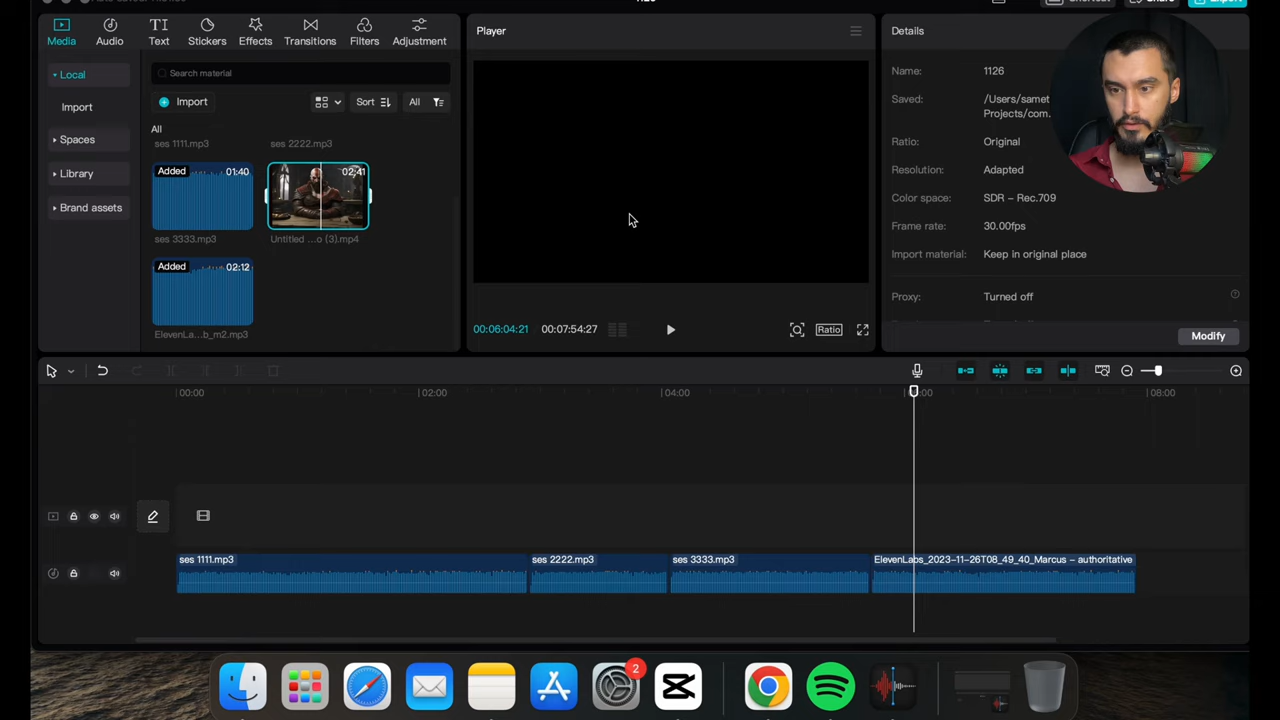 1126
Shortcut
Share
Export
Media
Audio
Text
Stickers
Effects
Transitions
Filters
Adjustment
Player
Details
Local
Search material
Import
Import
Sort
All
Spaces
All
ses 1111.mp3
ses 2222.mp3
Library
Brand assets
Added
01:40
02:41
ses 3333.mp3
Untitled ...o (3).mp4
Added
02:12
ElevenLa...b_m2.mp3
00:06:04:21
00:07:54:27
Ratio
Name:
1126
Saved:
/Users/samet
Projects/com.
Ratio:
Original
Resolution:
Adapted
Color space:
SDR – Rec.709
Frame rate:
30.00fps
Import material:
Keep in original place
Proxy:
Turned off
Modify
00:00
02:00
04:00
08:00
ses 1111.mp3
ses 2222.mp3
ses 3333.mp3
ElevenLabs_2023-11-26T08_49_40_Marcus – authoritative
2